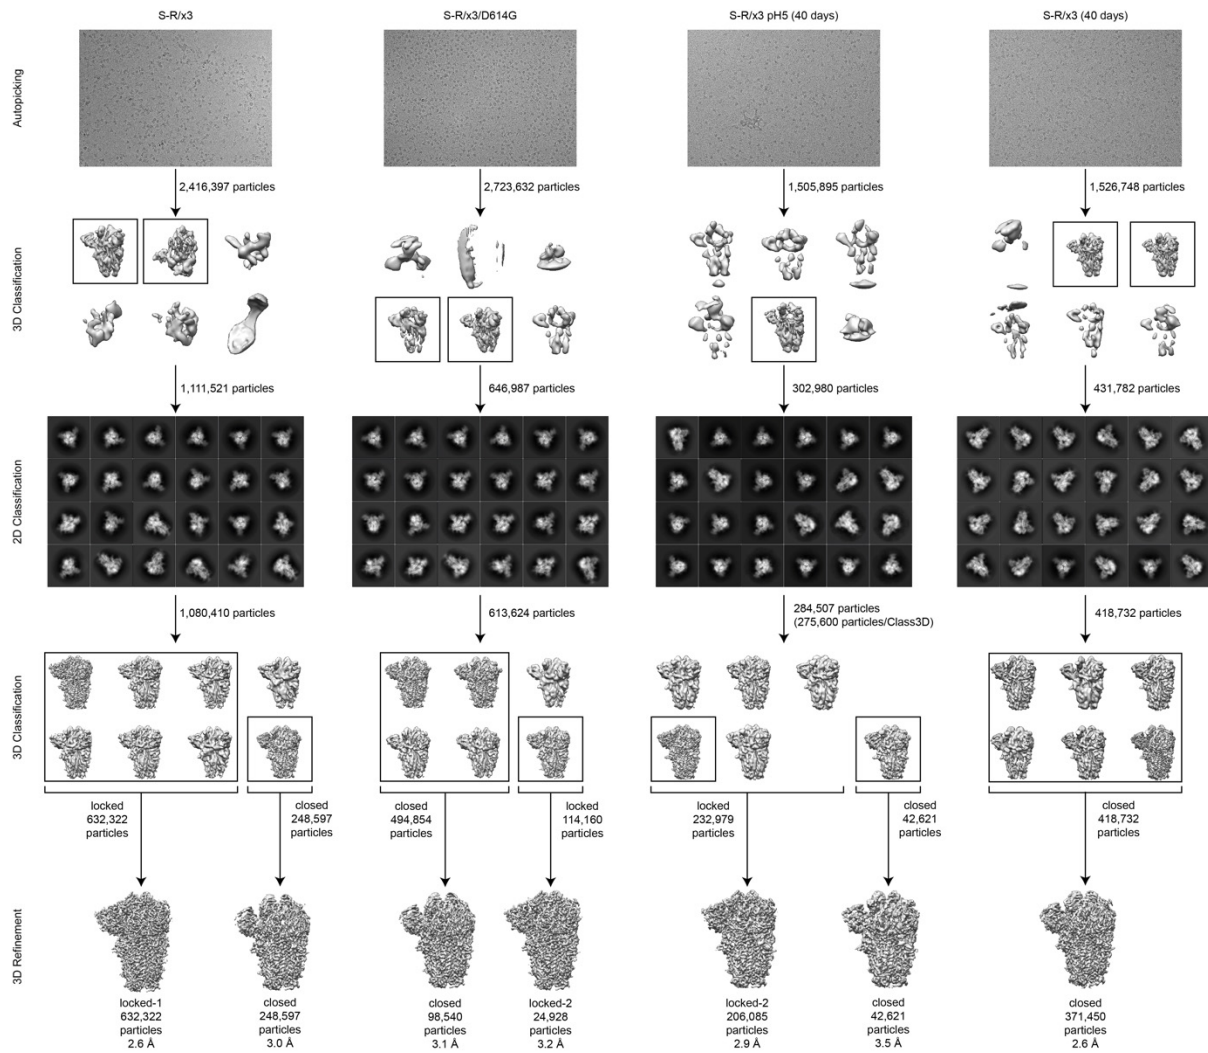 S-R/x3
S-R/x3/D614G
S-R/x3 pH5 (40 days)
S-R/x3 (40 days)
Autopicking
2,416,397 particles
2,723,632 particles
1,505,895 particles
1,526,748 particles
3D Classification
1,111,521 particles
646,987 particles
302,980 particles
431,782 particles
2D Classification
1,080,410 particles
613,624 particles
284,507 particles
(275,600 particles/Class3D)
418,732 particles
3D Classification
locked
632,322
particles
closed
248,597
particles
closed
494,854
particles
locked
114,160
particles
locked
232,979
particles
closed
42,621
particles
closed
418,732
particles
3D Refinement
locked-1
632,322
particles
2.6 Å
closed
248,597
particles
3.0 Å
closed
98,540
particles
3.1 Å
locked-2
24,928
particles
3.2 Å
locked-2
206,085
particles
2.9 Å
closed
42,621
particles
3.5 Å
closed
371,450
particles
2.6 Å